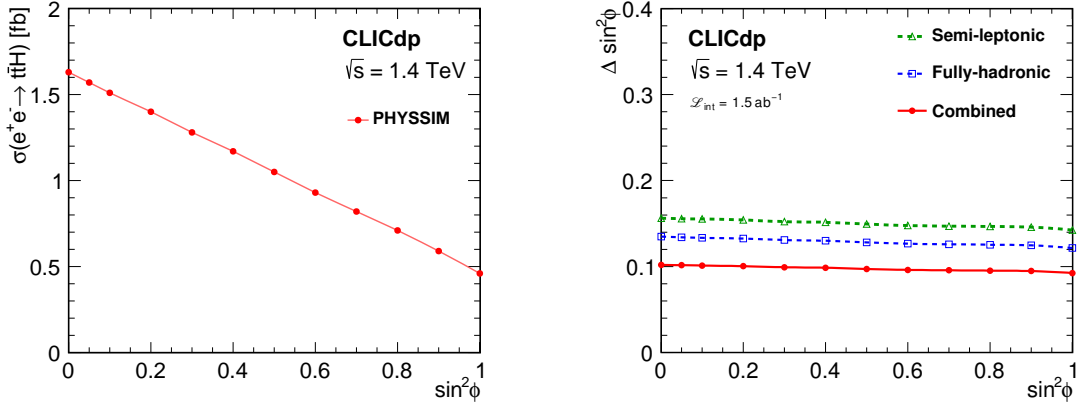 σ(e⁺e⁻→ tt̄H) [fb]
2
1.5
1
0.5
0
CLICdp
√s = 1.4 TeV
PHYSSIM
0 0.2 0.4 0.6 0.8 1
sin²ϕ
Δ sin²ϕ
0.4
0.3
0.2
0.1
0
CLICdp
√s = 1.4 TeV
ℒint = 1.5 ab⁻¹
Semi-leptonic
Fully-hadronic
Combined
0 0.2 0.4 0.6 0.8 1
sin²ϕ